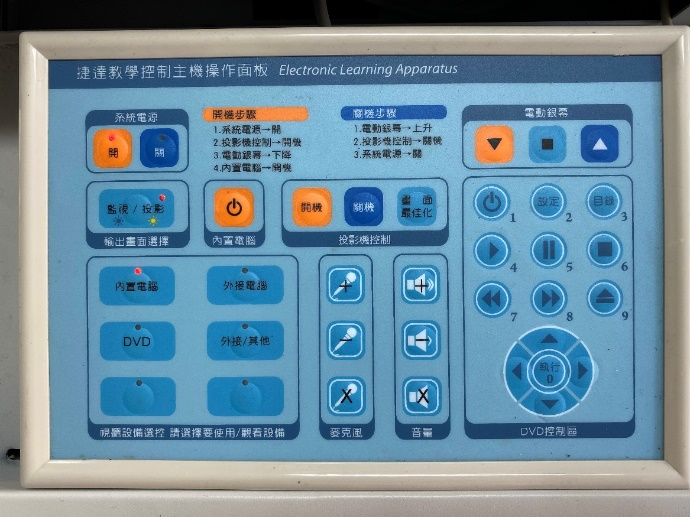 捷達教學控制主機操作面板 Electronic Learning Apparatus
系統電源
開 關
開機步驟
1.系統電源→開
2.投影機控制→開機
3.電動銀幕→下降
4.內置電腦→開機
關機步驟
1.電動銀幕→上升
2.投影機控制→關機
3.系統電源→關
電動銀幕
監視/投影
輸出畫面選擇
內置電腦
開機 關機 畫面最佳化
投影機控制
內置電腦 外接電腦
DVD 外接/其他
視聽設備選控 請選擇要使用/觀看設備
麥克風
音量
1 設定 2 目錄 3
4 5 6
7 8 9
執行
0
DVD控制區